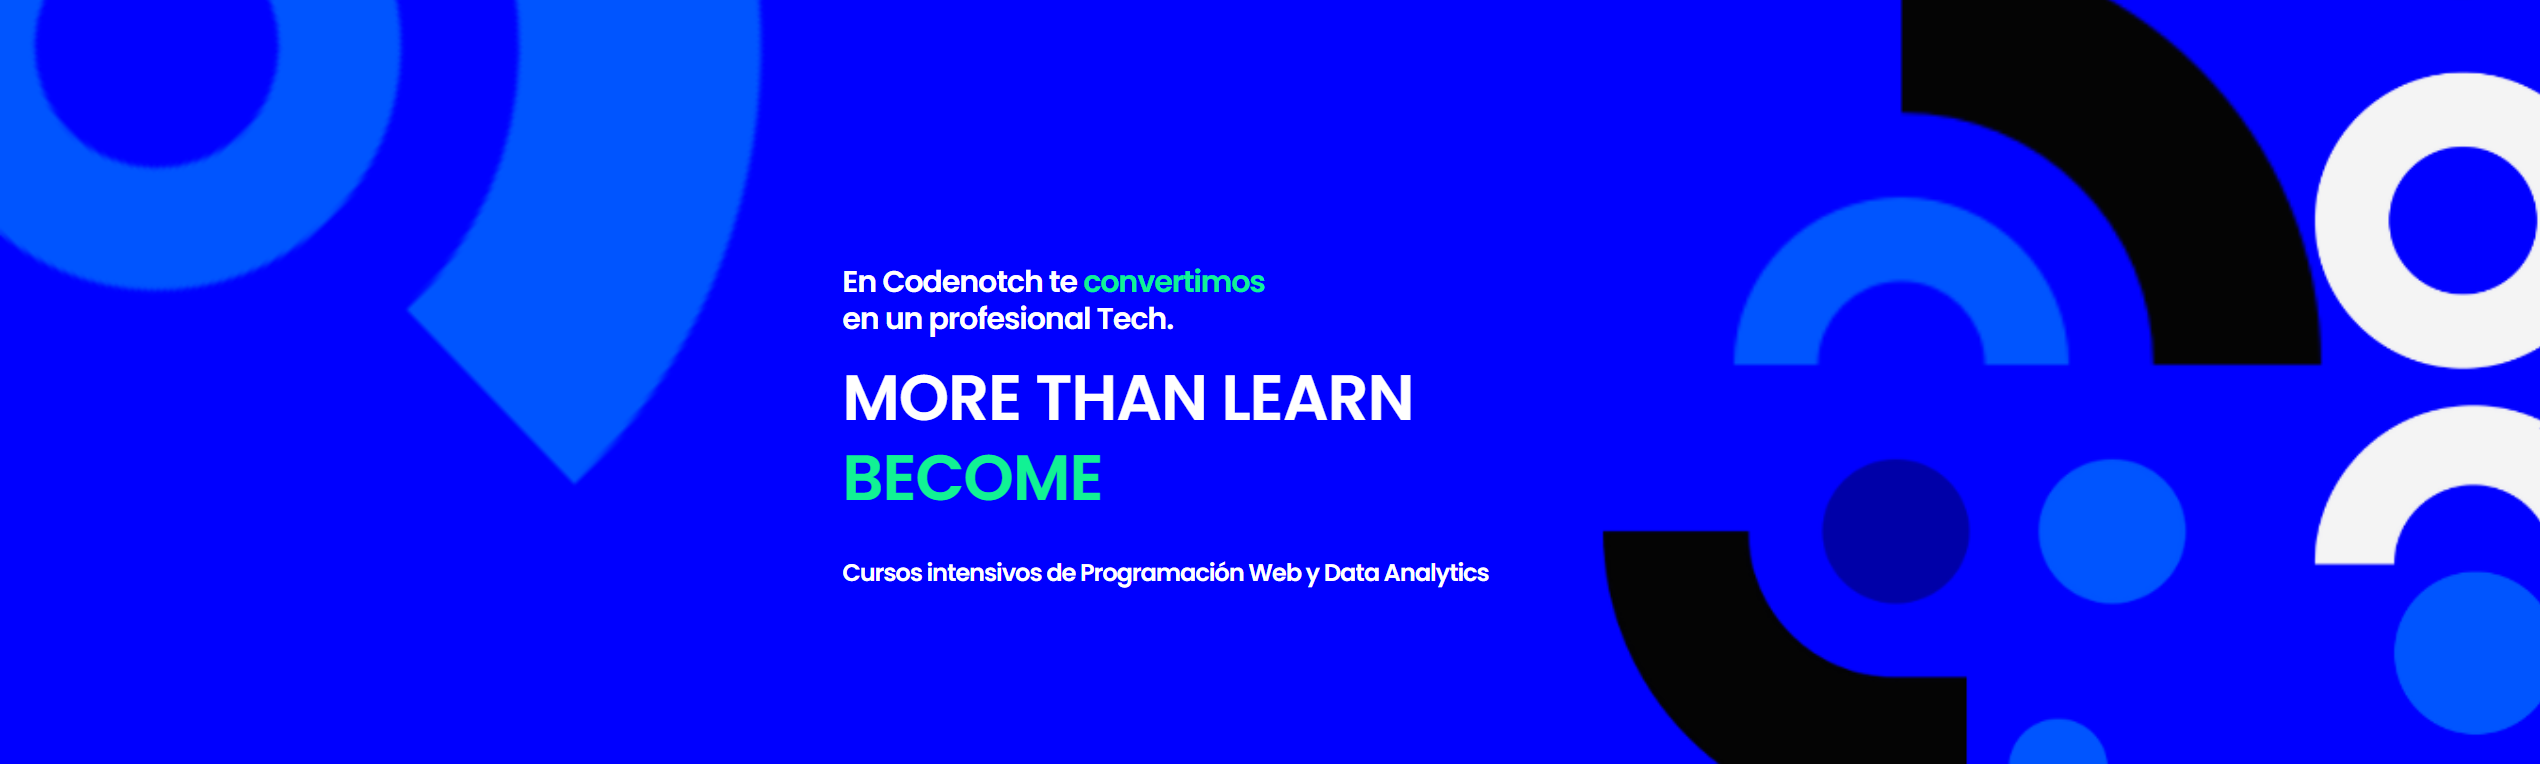 En Codenotch te convertimos
en un profesional Tech.
MORE THAN LEARN
BECOME
Cursos intensivos de Programación Web y Data Analytics